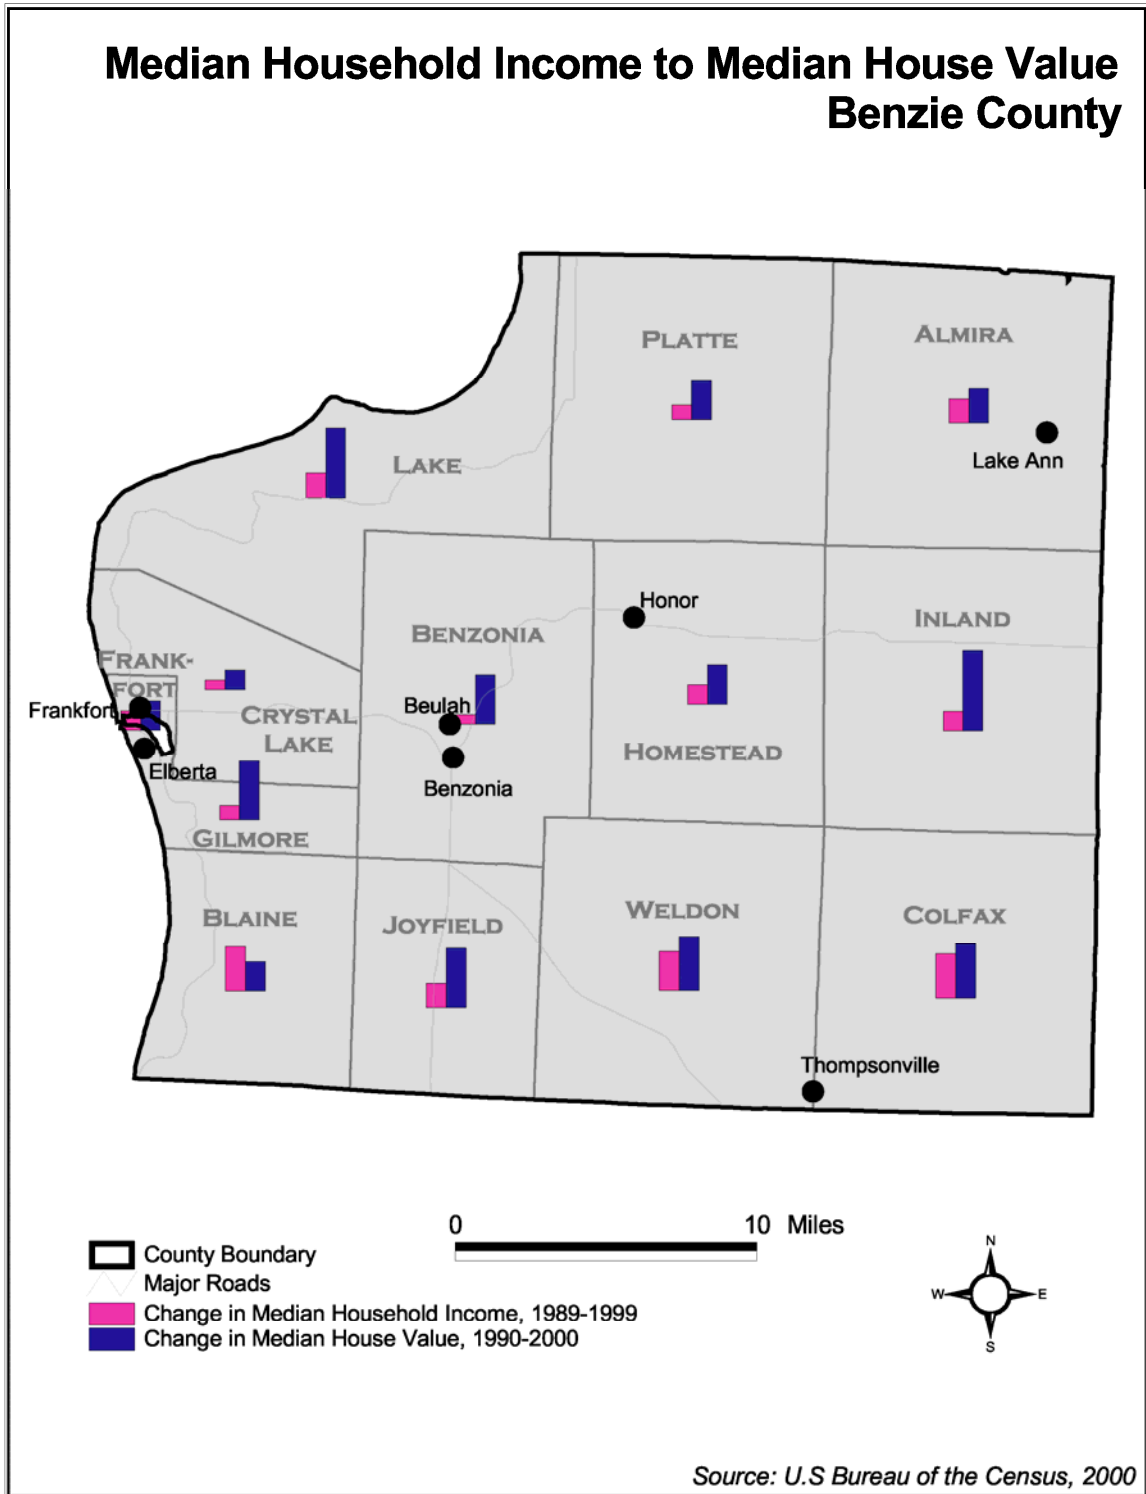 Median Household Income to Median House Value
Benzie County
PLATTE
ALMIRA
Lake Ann
LAKE
Honor
INLAND
BENZONIA
FRANK-
FORT
Frankfort
Beulah
CRYSTAL
LAKE
HOMESTEAD
Elberta
Benzonia
GILMORE
BLAINE
JOYFIELD
WELDON
COLFAX
Thompsonville
0 10 Miles
County Boundary
Major Roads
Change in Median Household Income, 1989-1999
Change in Median House Value, 1990-2000
N
W E
S
Source: U.S Bureau of the Census, 2000